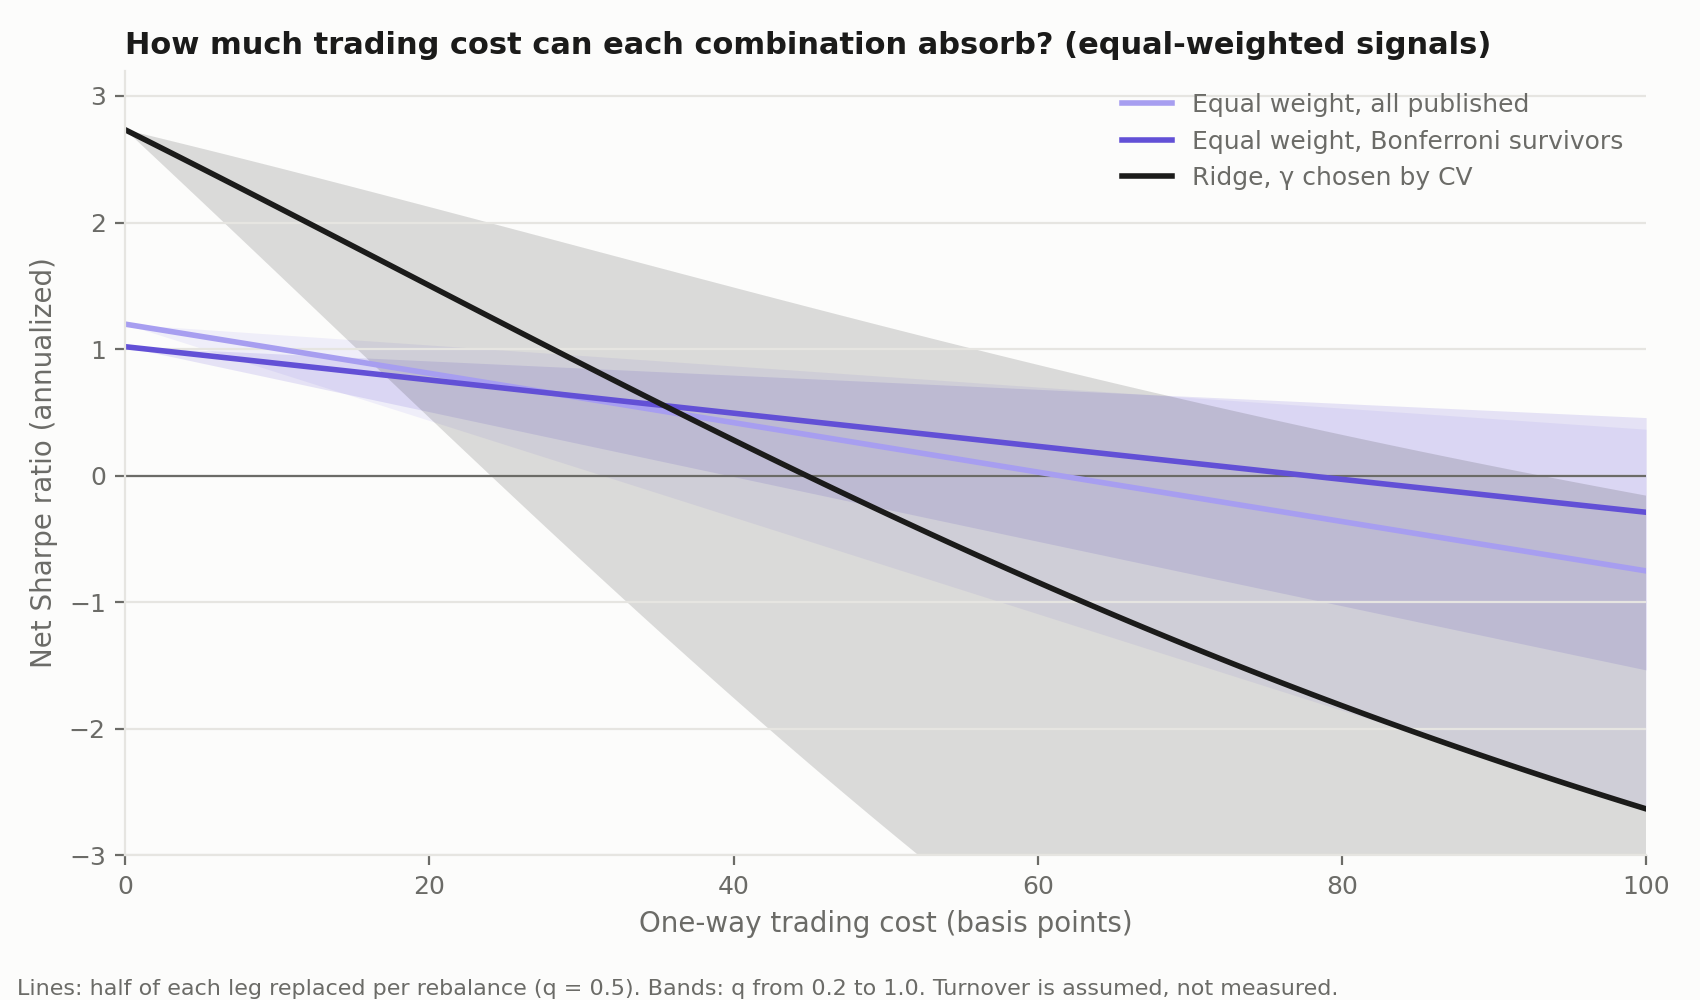 How much trading cost can each combination absorb? (equal-weighted signals)
Equal weight, all published
Equal weight, Bonferroni survivors
Ridge, γ chosen by CV
Net Sharpe ratio (annualized)
3
2
1
0
−1
−2
−3
0 20 40 60 80 100
One-way trading cost (basis points)
Lines: half of each leg replaced per rebalance (q = 0.5). Bands: q from 0.2 to 1.0. Turnover is assumed, not measured.